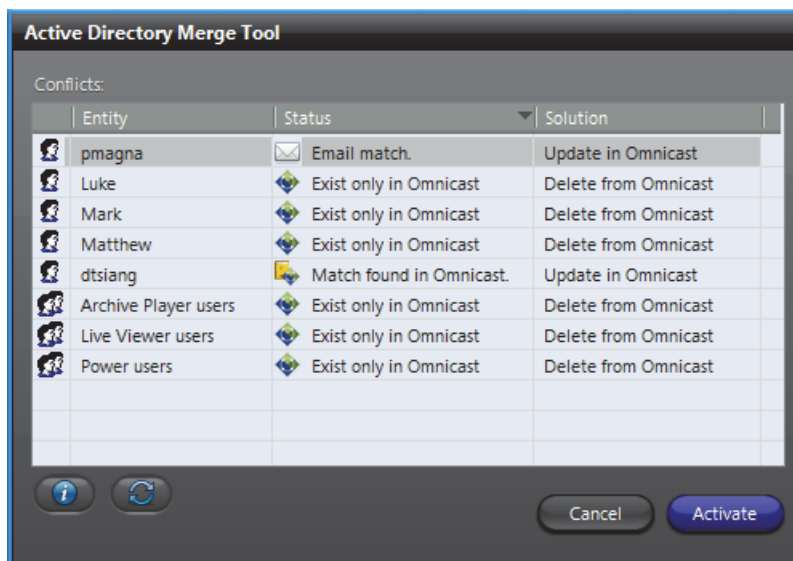 Active Directory Merge Tool
Conflicts:
Entity Status Solution
pmagna Email match. Update in Omnicast
Luke Exist only in Omnicast Delete from Omnicast
Mark Exist only in Omnicast Delete from Omnicast
Matthew Exist only in Omnicast Delete from Omnicast
dtsiang Match found in Omnicast. Update in Omnicast
Archive Player users Exist only in Omnicast Delete from Omnicast
Live Viewer users Exist only in Omnicast Delete from Omnicast
Power users Exist only in Omnicast Delete from Omnicast
Cancel Activate